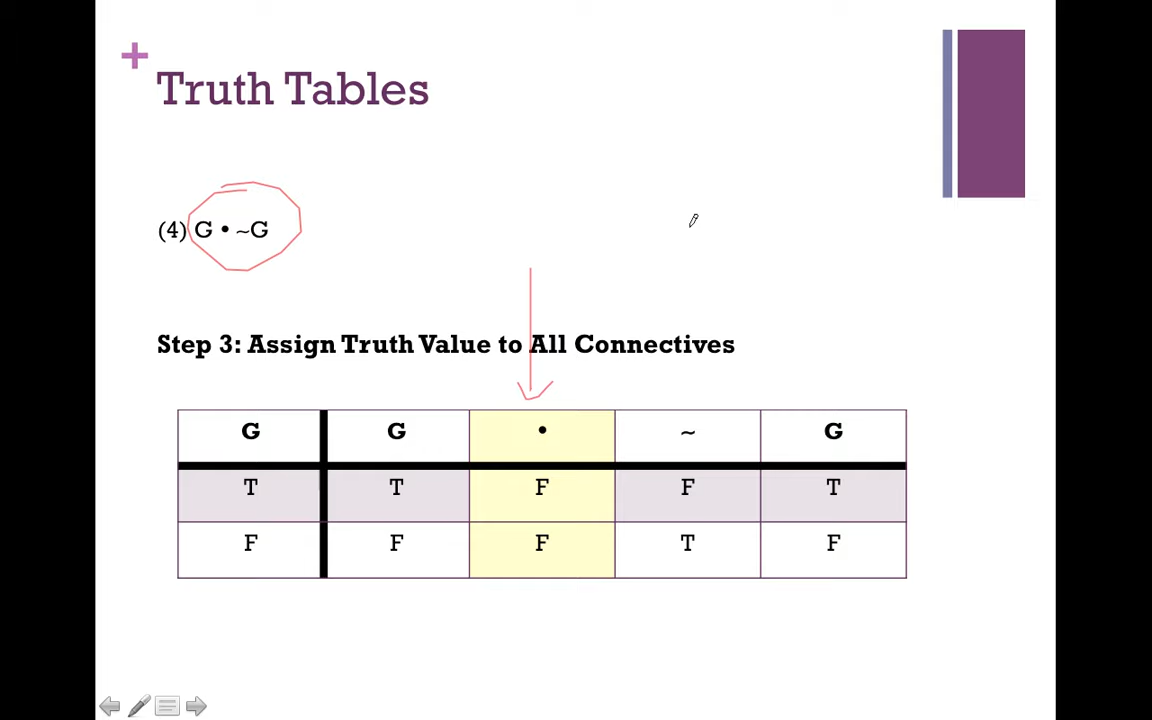 +
Truth Tables
(4) G • ~G
Step 3: Assign Truth Value to All Connectives
G G • ~ G
T T F F T
F F F T F